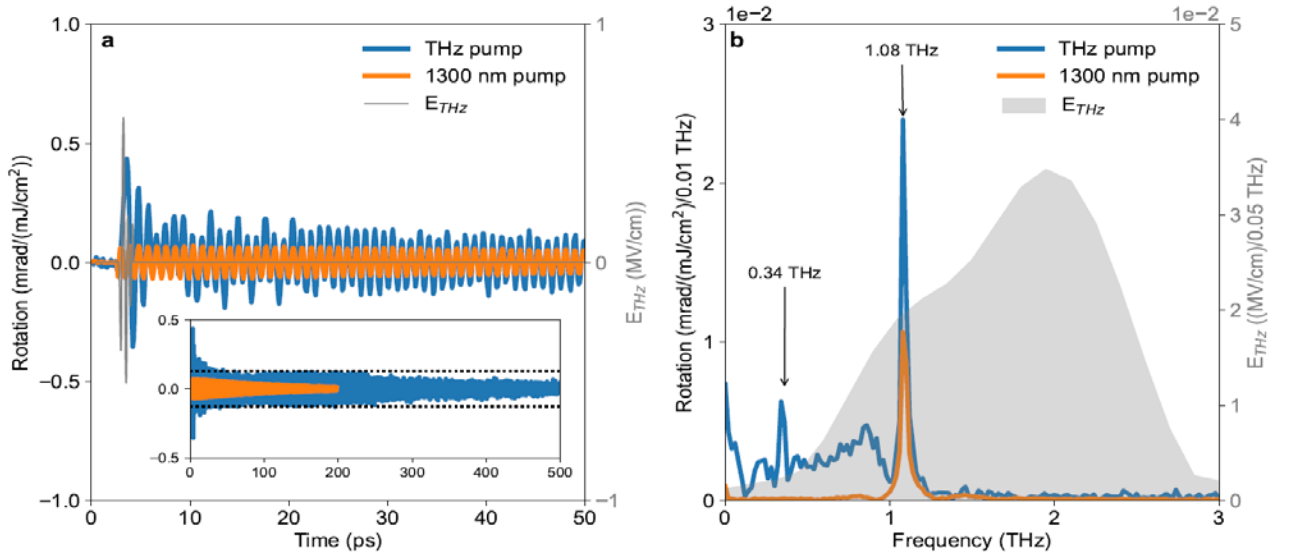 a
THz pump
1300 nm pump
E_THz
Rotation (mrad/(mJ/cm²))
1.0
0.5
0.0
−0.5
−1.0
0 10 20 30 40 50
Time (ps)
1
0
−1
E_THz (MV/cm))
0.5
0.0
−0.5
0 100 200 300 400 500
b
1e−2
5e−2
THz pump
1300 nm pump
E_THz
1.08 THz
0.34 THz
Rotation (mrad/(mJ/cm²)/0.01 THz)
3
2
1
0
0 1 2 3
Frequency (THz)
5
4
3
2
1
0
E_THz ((MV/cm)/0.05 THz)